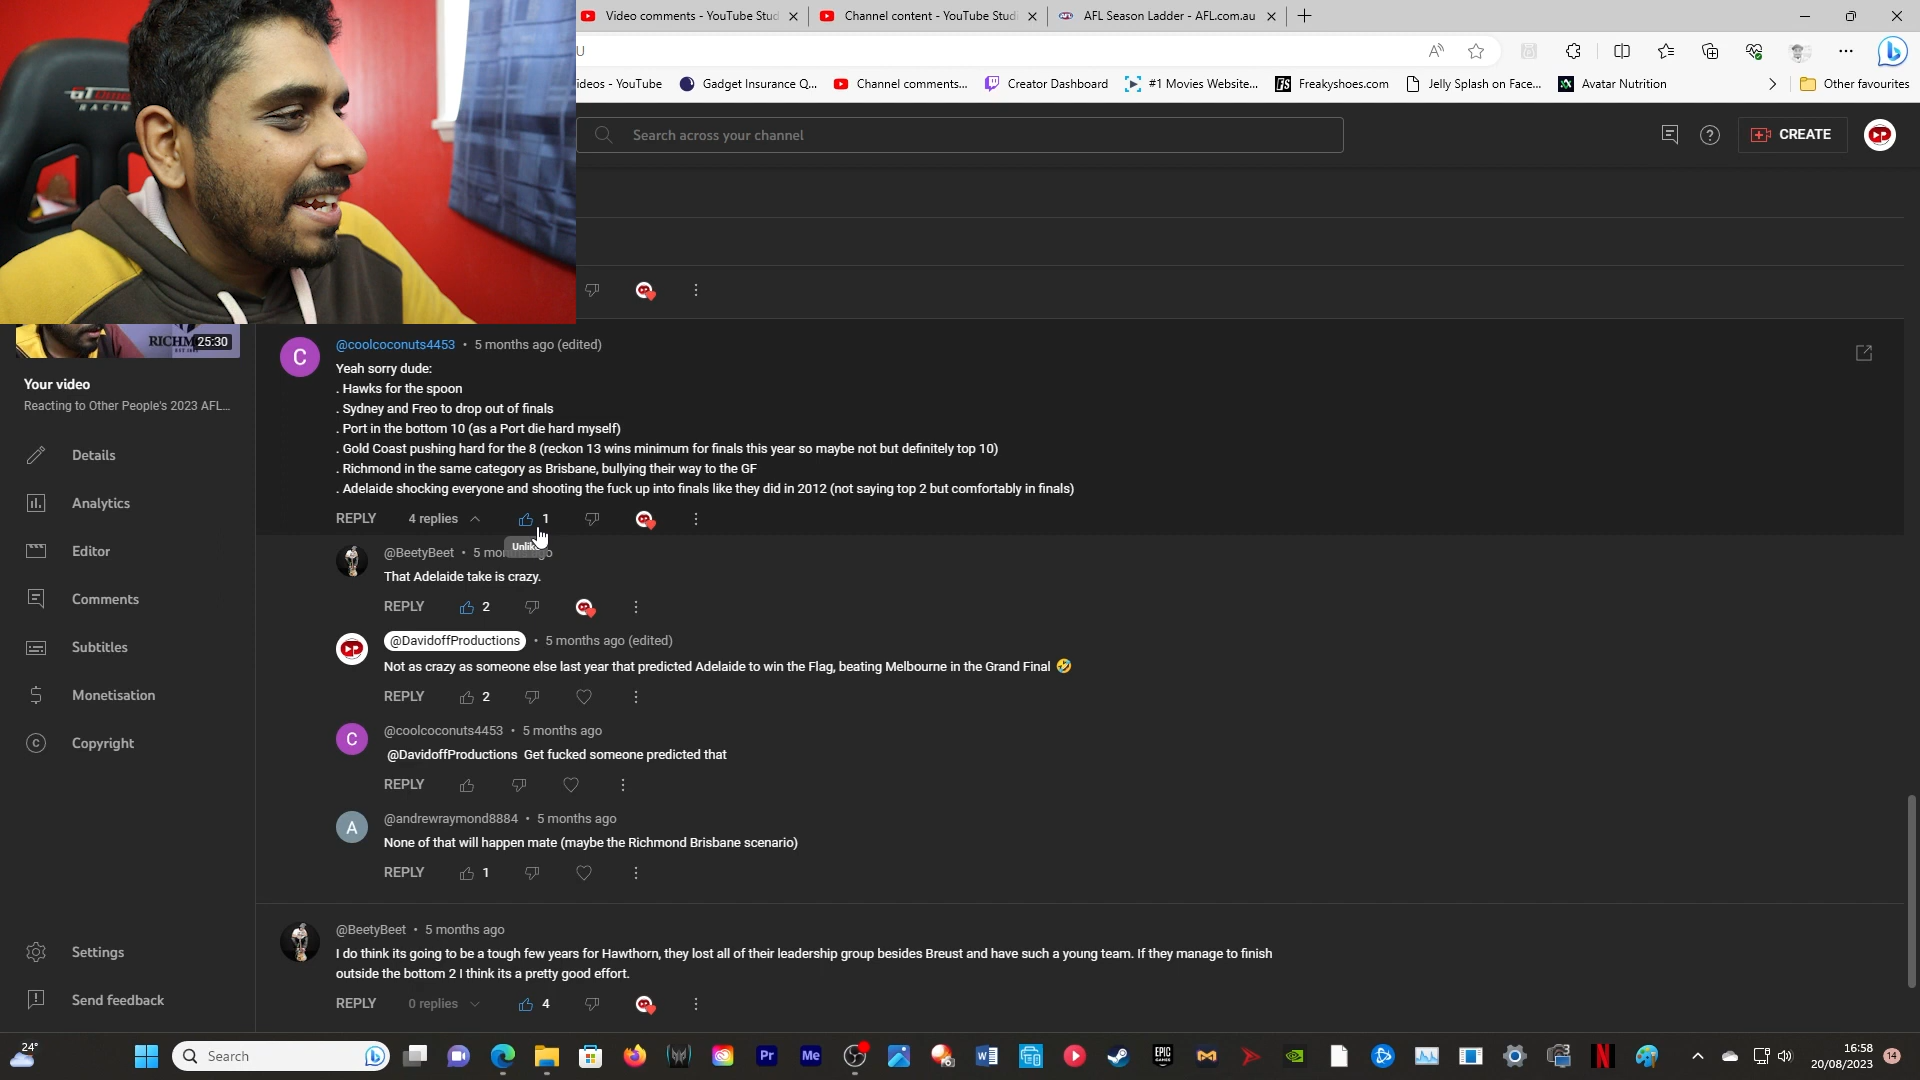 Video comments - YouTube Stud
Channel content - YouTube Studi
AFL Season Ladder - AFL.com.au
U
ideos - YouTube
Gadget Insurance Q...
Channel comments...
Creator Dashboard
#1 Movies Website...
Freakyshoes.com
Jelly Splash on Face...
Avatar Nutrition
Other favourites
Search across your channel
CREATE
RACING
RICHM
25:30
Your video
Reacting to Other People's 2023 AFL...
Details
Analytics
Editor
Comments
Subtitles
Monetisation
Copyright
Settings
Send feedback
@coolcoconuts4453 • 5 months ago (edited)
Yeah sorry dude:
. Hawks for the spoon
. Sydney and Freo to drop out of finals
. Port in the bottom 10 (as a Port die hard myself)
. Gold Coast pushing hard for the 8 (reckon 13 wins minimum for finals this year so maybe not but definitely top 10)
. Richmond in the same category as Brisbane, bullying their way to the GF
. Adelaide shocking everyone and shooting the fuck up into finals like they did in 2012 (not saying top 2 but comfortably in finals)
REPLY 4 replies 1
@BeetyBeet •
That Adelaide take is crazy.
REPLY 2
@DavidoffProductions • 5 months ago (edited)
Not as crazy as someone else last year that predicted Adelaide to win the Flag, beating Melbourne in the Grand Final 🤣
REPLY 2
C @coolcoconuts4453 • 5 months ago
@DavidoffProductions Get fucked someone predicted that
REPLY
A @andrewraymond8884 • 5 months ago
None of that will happen mate (maybe the Richmond Brisbane scenario)
REPLY 1
@BeetyBeet • 5 months ago
I do think its going to be a tough few years for Hawthorn, they lost all of their leadership group besides Breust and have such a young team. If they manage to finish
outside the bottom 2 I think its a pretty good effort.
REPLY 0 replies 4
24°
Search
Pr
Me
EPIC
16:58
20/08/2023
14